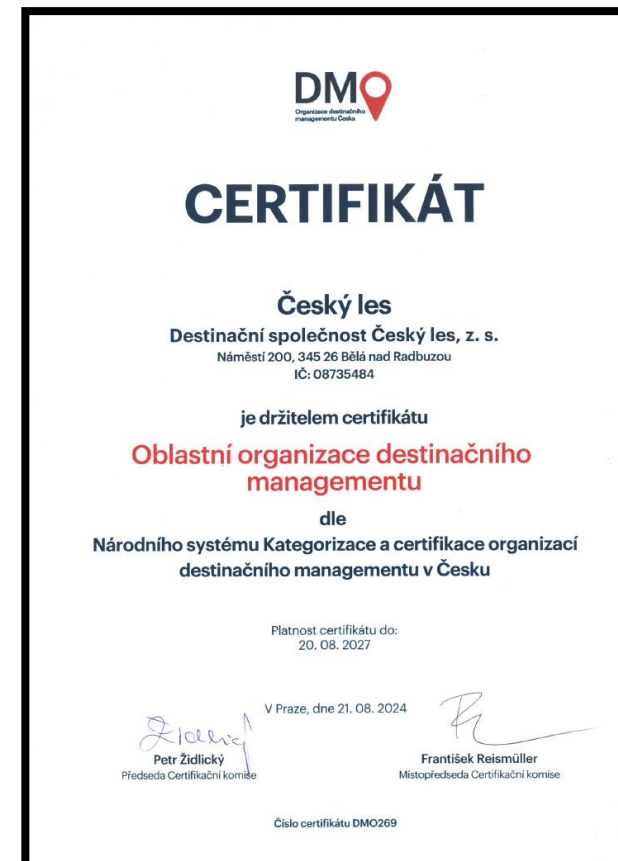 DMO
Organizace destinačního
managementu Česka
CERTIFIKÁT
Český les
Destinační společnost Český les, z. s.
Náměstí 200, 345 26 Bělá nad Radbuzou
IČ: 08735484
je držitelem certifikátu
Oblastní organizace destinačního
managementu
dle
Národního systému Kategorizace a certifikace organizací
destinačního managementu v Česku
Platnost certifikátu do:
20. 08. 2027
V Praze, dne 21. 08. 2024
Židlický
Petr Židlický
Předseda Certifikační komise
František Reismüller
Místopředseda Certifikační komise
Číslo certifikátu DMO269